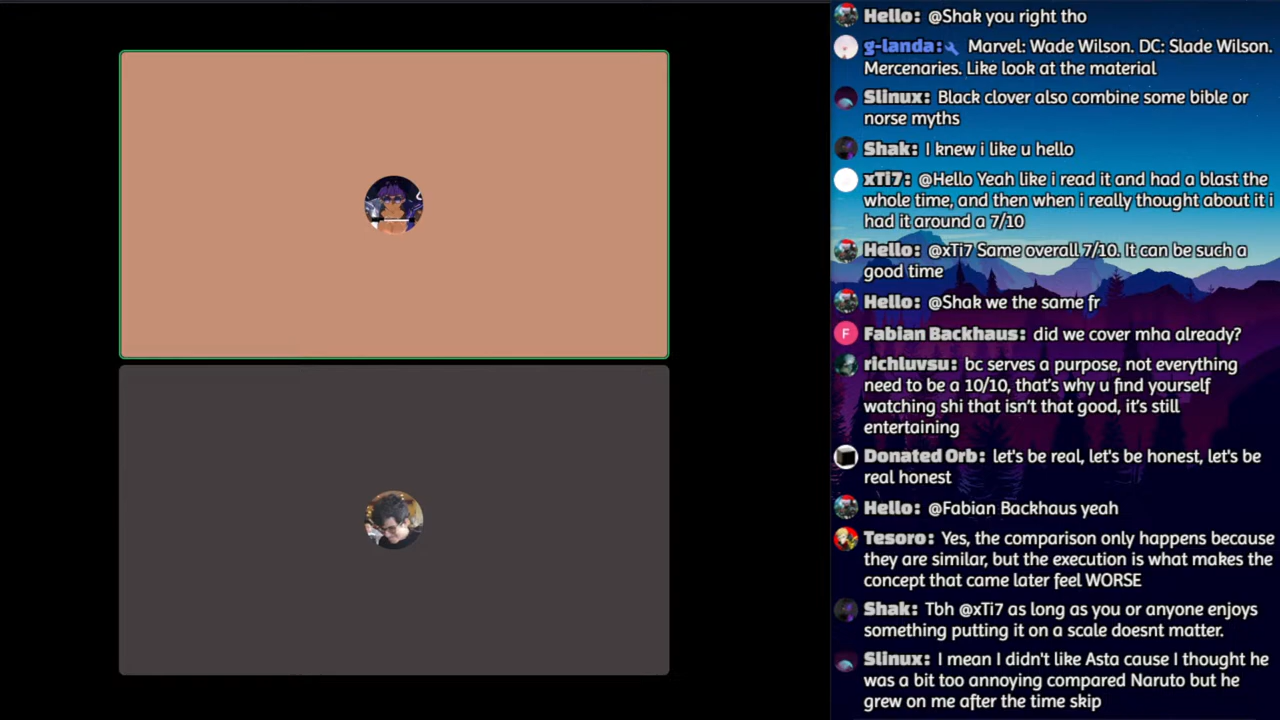 Hello: @Shak you right tho
g-landa: Marvel: Wade Wilson. DC: Slade Wilson.
Mercenaries. Like look at the material
Slinux: Black clover also combine some bible or
norse myths
Shak: I knew i like u hello
xTi7: @Hello Yeah like i read it and had a blast the
whole time, and then when i really thought about it i
had it around a 7/10
Hello: @xTi7 Same overall 7/10. It can be such a
good time
Hello: @Shak we the same fr
F Fabian Backhaus: did we cover mha already?
richluvsu: bc serves a purpose, not everything
need to be a 10/10, that’s why u find yourself
watching shi that isn’t that good, it’s still
entertaining
Donated Orb: let's be real, let's be honest, let's be
real honest
Hello: @Fabian Backhaus yeah
Tesoro: Yes, the comparison only happens because
they are similar, but the execution is what makes the
concept that came later feel WORSE
Shak: Tbh @xTi7 as long as you or anyone enjoys
something putting it on a scale doesnt matter.
Slinux: I mean I didn't like Asta cause I thought he
was a bit too annoying compared Naruto but he
grew on me after the time skip